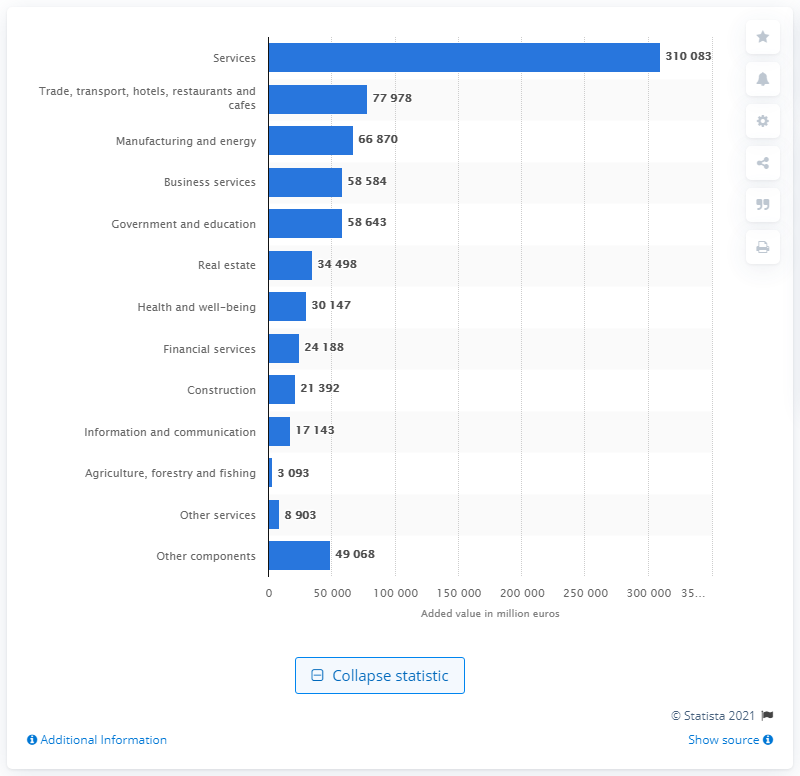 Services 310 083
Trade, transport, hotels, restaurants and
cafes 77 978
Manufacturing and energy 66 870
Business services 58 584
Government and education 58 643
Real estate 34 498
Health and well-being 30 147
Financial services 24 188
Construction 21 392
Information and communication 17 143
Agriculture, forestry and fishing 3 093
Other services 8 903
Other components 49 068
0 50 000 100 000 150 000 200 000 250 000 300 000 35...
Added value in million euros
Collapse statistic
© Statista 2021
Additional Information
Show source